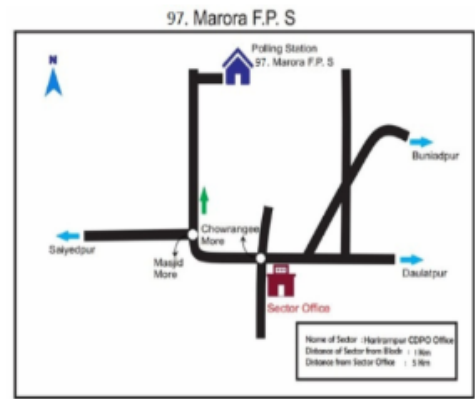 97. Marora F.P. S
Polling Station
97. Marora F.P. S
N
Buniadpur
Chowrangee
More
Saiyedpur
Masjid
More
Daulatpur
Sector Office
Name of Sector : Harirampur CDPO Office
Distance of Sector from Block : 1 Km
Distance from Sector Office : 5 Km